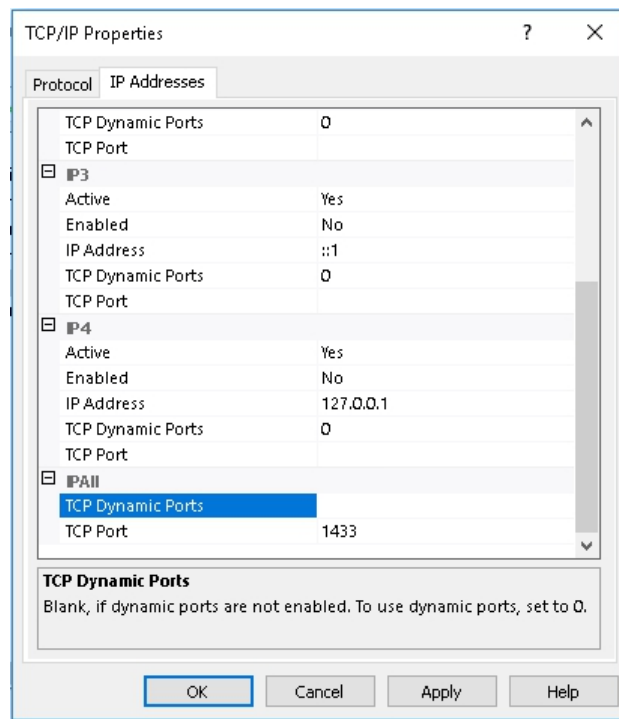 TCP/IP Properties ? ✕
Protocol IP Addresses
TCP Dynamic Ports 0
TCP Port
IP3
Active Yes
Enabled No
IP Address ::1
TCP Dynamic Ports 0
TCP Port
IP4
Active Yes
Enabled No
IP Address 127.0.0.1
TCP Dynamic Ports 0
TCP Port
IPAll
TCP Dynamic Ports
TCP Port 1433
TCP Dynamic Ports
Blank, if dynamic ports are not enabled. To use dynamic ports, set to 0.
OK Cancel Apply Help